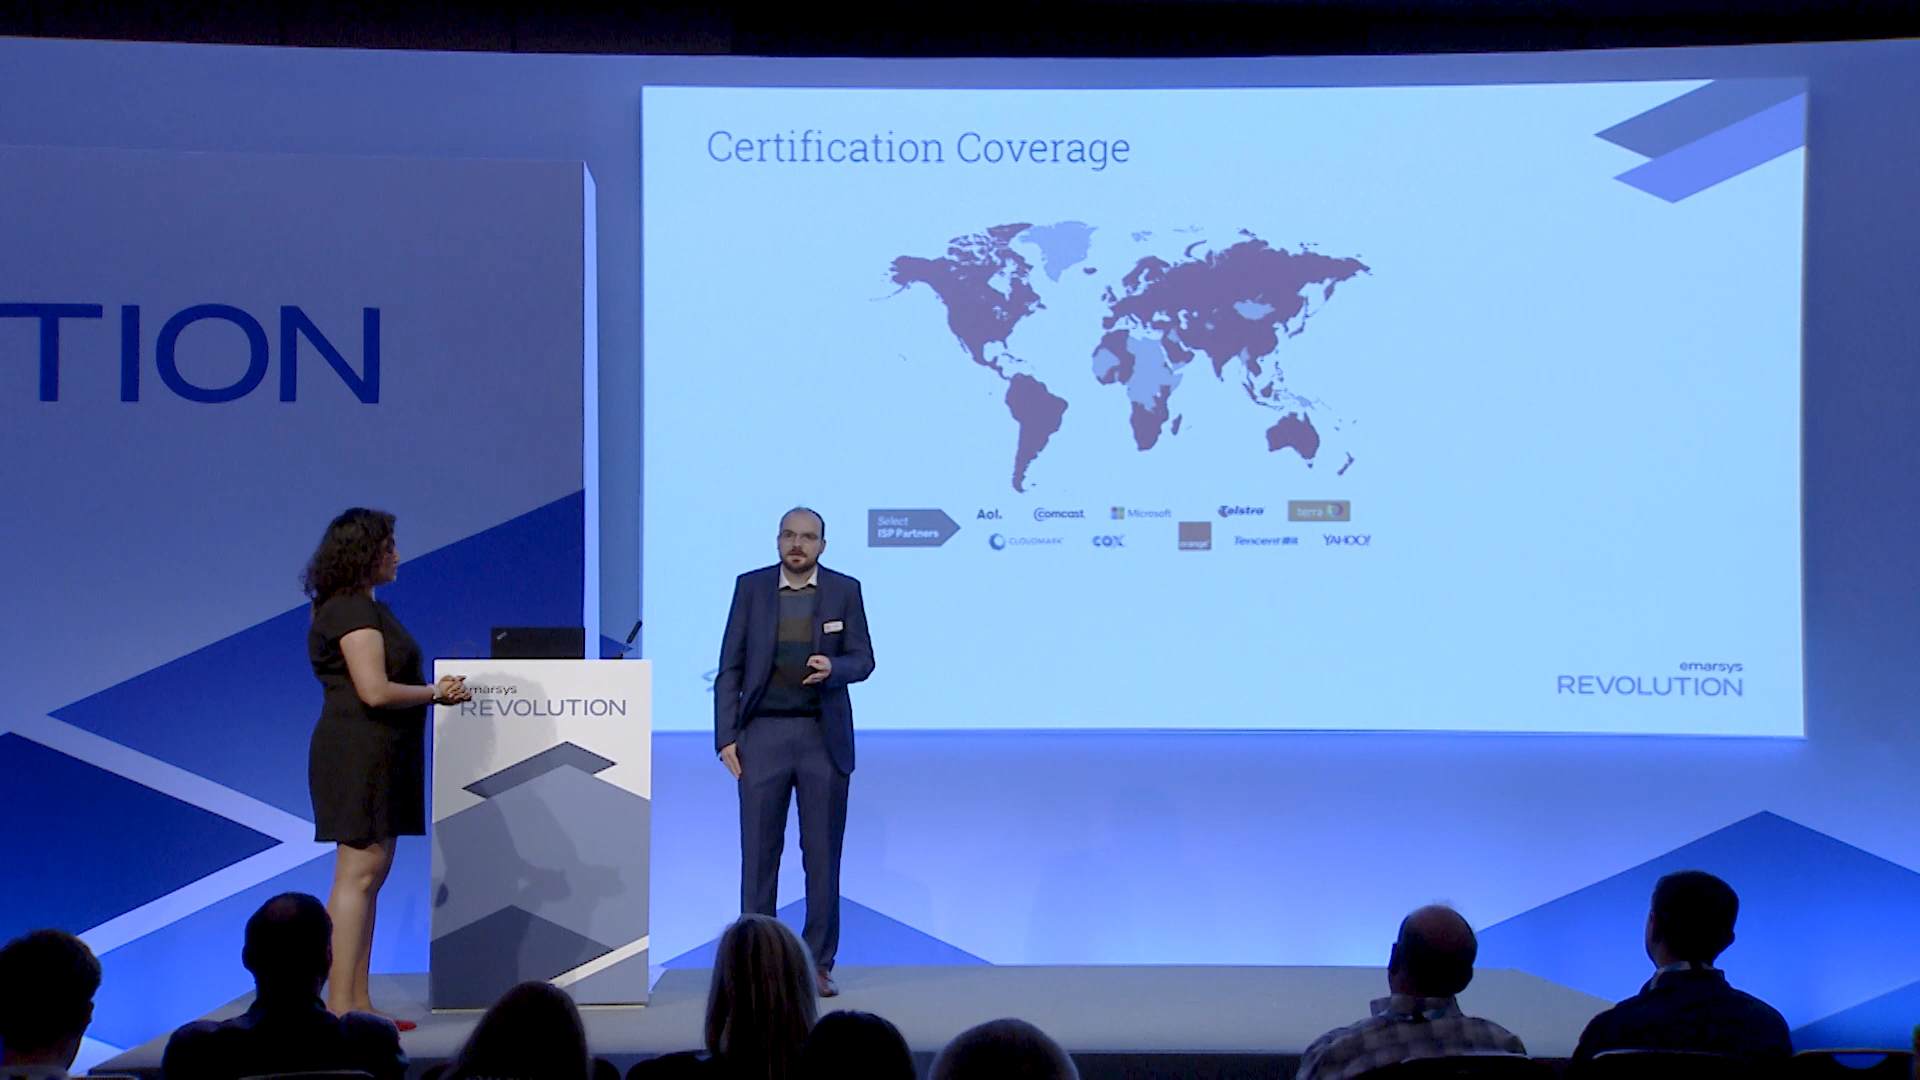 Certification Coverage
TION
Select
ISP Partners
Aol.
Comcast
Microsoft
Telstra
terra
CLOUDMARK
COX
orange
Tencent
YAHOO!
emarsys
REVOLUTION
emarsys
REVOLUTION